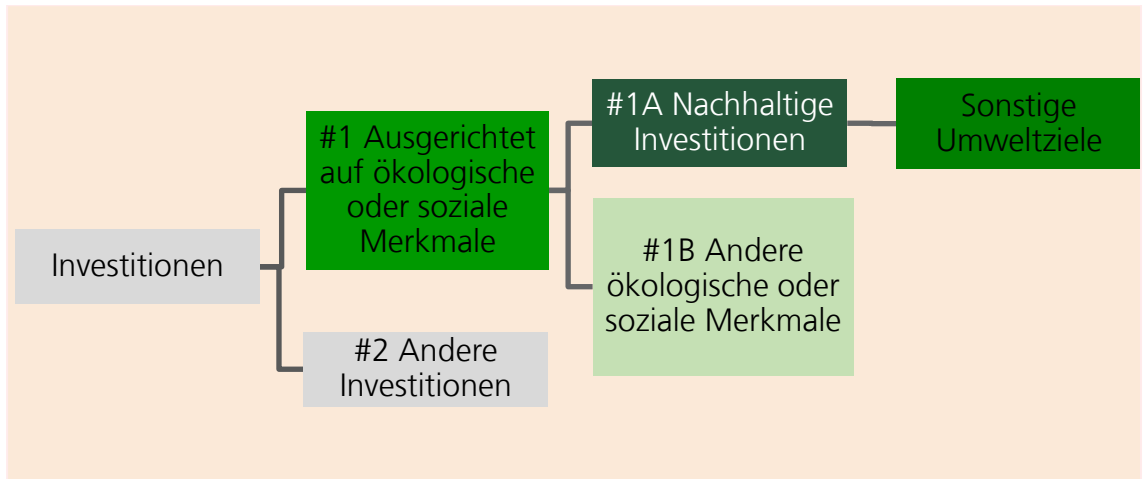 Investitionen
#1 Ausgerichtet
auf ökologische
oder soziale
Merkmale
#2 Andere
Investitionen
#1A Nachhaltige
Investitionen
#1B Andere
ökologische oder
soziale Merkmale
Sonstige
Umweltziele